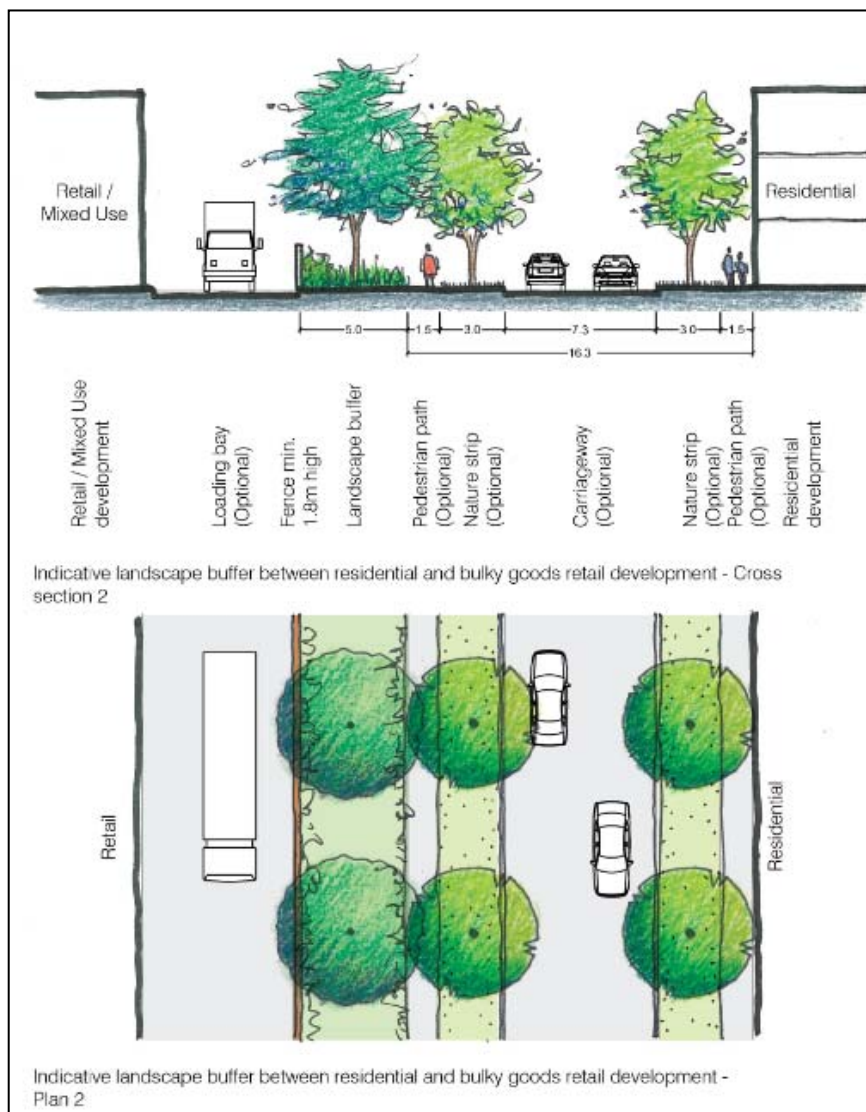 Retail /
Mixed Use
Residential
5.0
1.5
3.0
7.3
3.0
1.5
16.3
Retail / Mixed Use
development
Loading bay
(Optional)
Fence min.
1.8m high
Landscape buffer
Pedestrian path
(Optional)
Nature strip
(Optional)
Carriageway
(Optional)
Nature strip
(Optional)
Pedestrian path
(Optional)
Residential
development
Indicative landscape buffer between residential and bulky goods retail development - Cross
section 2
Retail
Residential
Indicative landscape buffer between residential and bulky goods retail development -
Plan 2